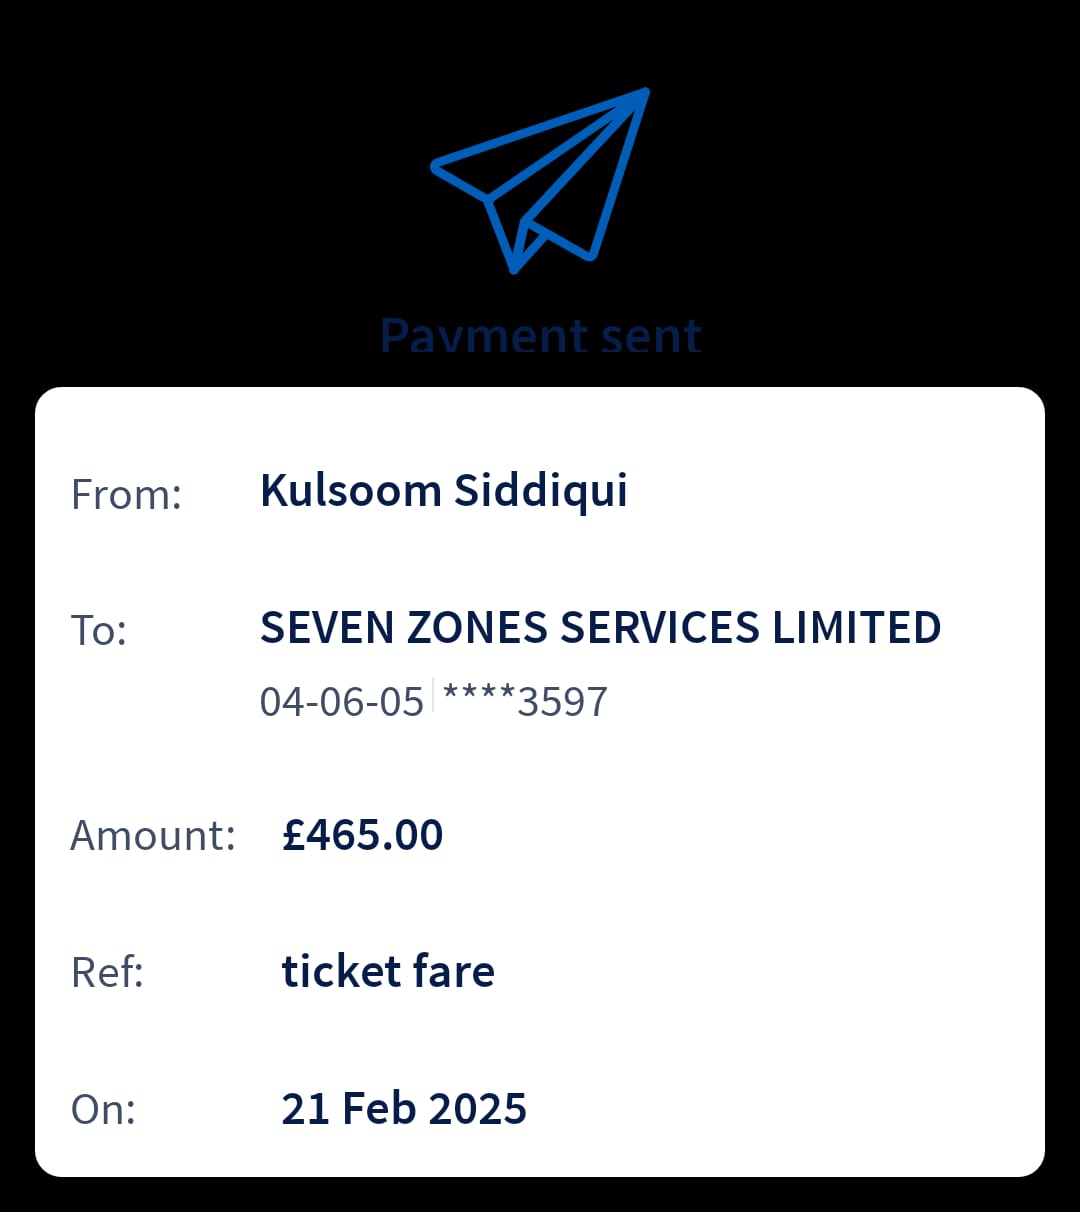 Payment sent
From: Kulsoom Siddiqui
To: SEVEN ZONES SERVICES LIMITED
04-06-05 ****3597
Amount: £465.00
Ref: ticket fare
On: 21 Feb 2025